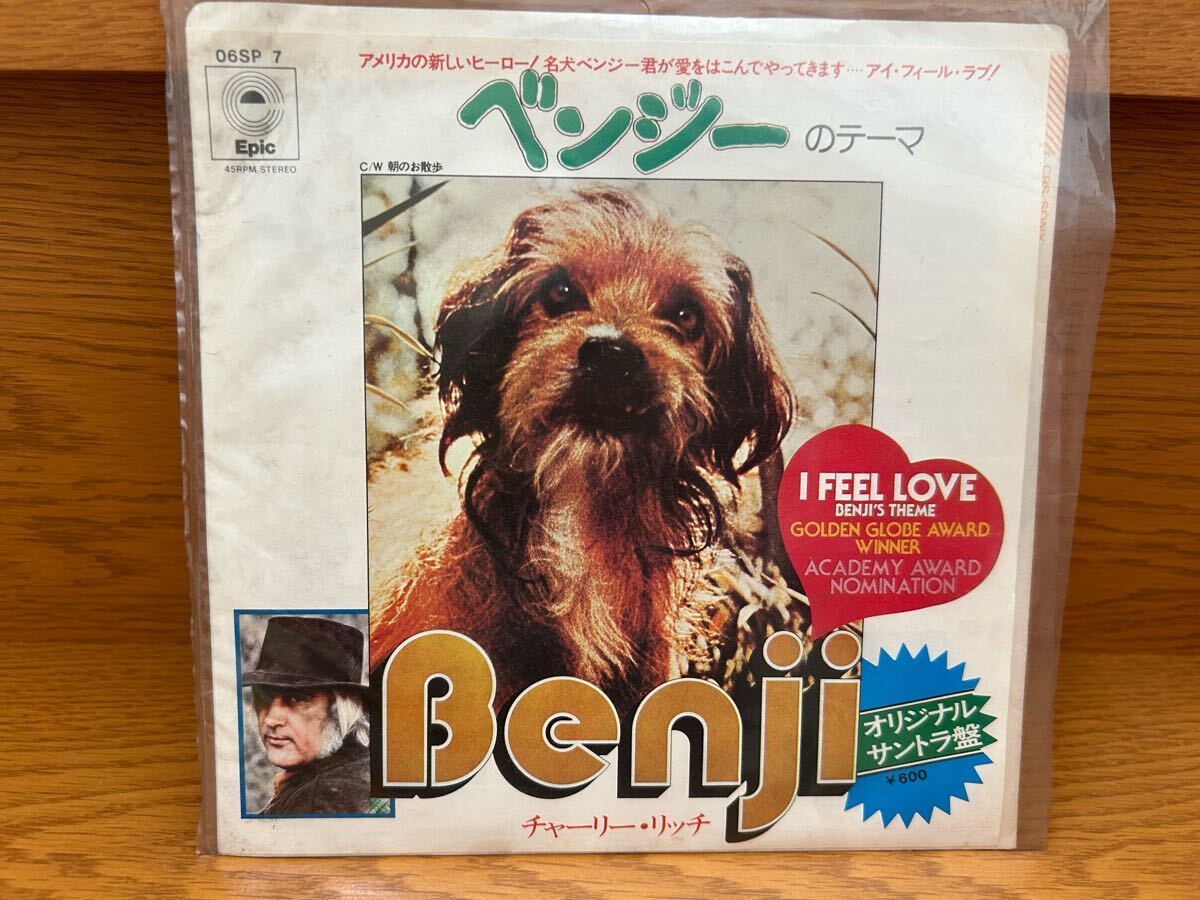 06SP 7
Epic
45RPM STEREO
アメリカの新しいヒーロー! 名犬ベンジー君が愛をはこんでやってきます‥‥アイ・フィール・ラブ!
ベンジーのテーマ
C/W 朝のお散歩
CBS SONY
I FEEL LOVE
BENJI'S THEME
GOLDEN GLOBE AWARD
WINNER
ACADEMY AWARD
NOMINATION
Benji
オリジナル
サントラ盤
¥600
チャーリー・リッチ